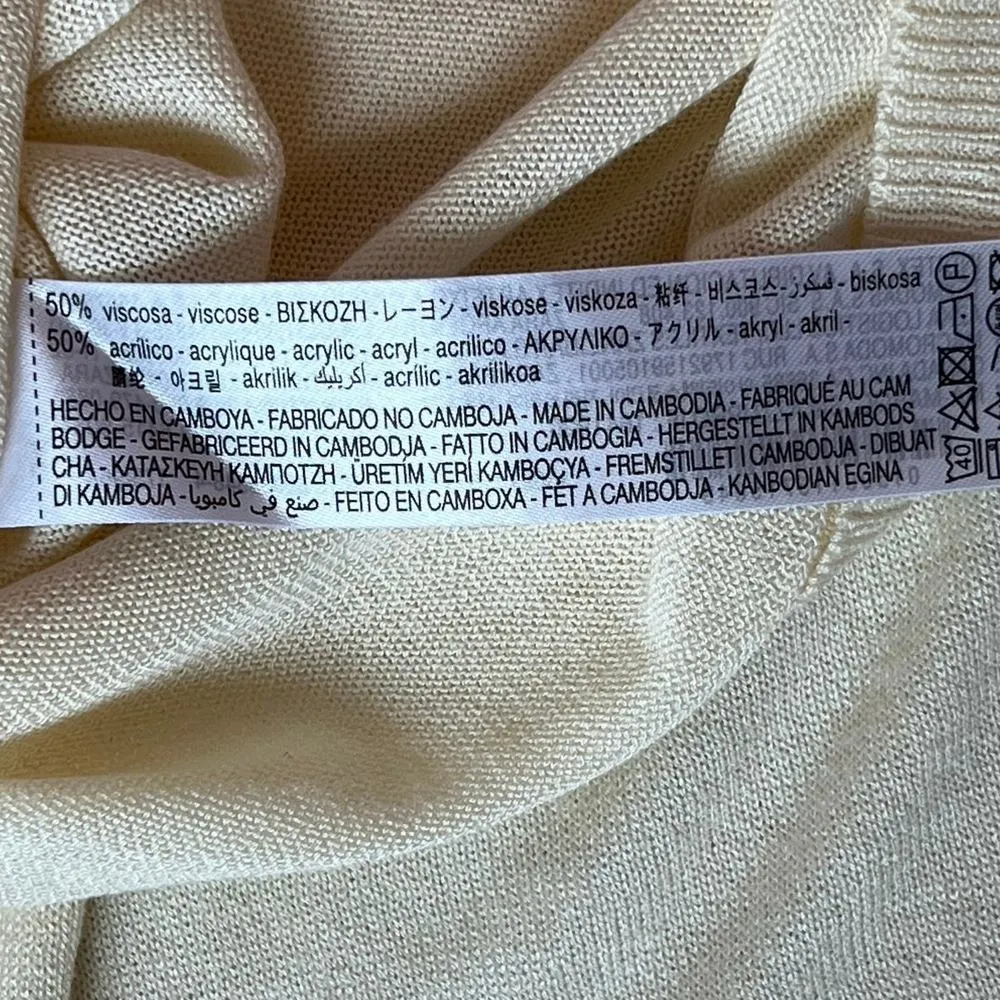 50% viscosa - viscose - ΒΙΣΚΟΖΗ - レーヨン - viskose - viskoza - 粘纤 - 비스코스 - فسكوز - biskosa
50% acrílico - acrylique - acrylic - acryl - acrilico - ΑΚΡΥΛΙΚΟ - アクリル - akryl - akril -
腈纶 - 아크릴 - akrilik - أكريليك - acrílic - akrilikoa
HECHO EN CAMBOYA - FABRICADO NO CAMBOJA - MADE IN CAMBODIA - FABRIQUÉ AU CAM
BODGE - GEFABRICEERD IN CAMBODJA - FATTO IN CAMBOGIA - HERGESTELLT IN KAMBODS
CHA - ΚΑΤΑΣΚΕΥΗ ΚΑΜΠΟΤΖΗ - ÜRETİM YERİ KAMBOÇYA - FREMSTILLET I CAMBODJA - DIBUAT
DI KAMBOJA - صنع في كامبوديا - FEITO EN CAMBOXA - FET A CAMBODJA - KANBODIAN EGINA
P
40